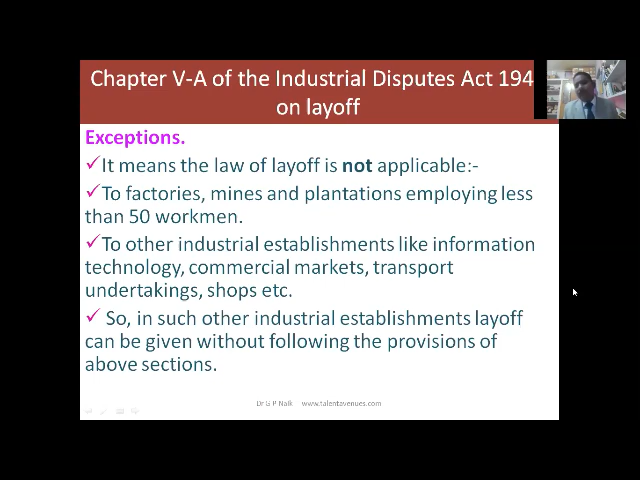 Chapter V-A of the Industrial Disputes Act 194
on layoff
Exceptions.
✓It means the law of layoff is not applicable:-
✓To factories, mines and plantations employing less
than 50 workmen.
✓To other industrial establishments like information
technology, commercial markets, transport
undertakings, shops etc.
✓ So, in such other industrial establishments layoff
can be given without following the provisions of
above sections.
Dr G P Naik www.talentavenues.com